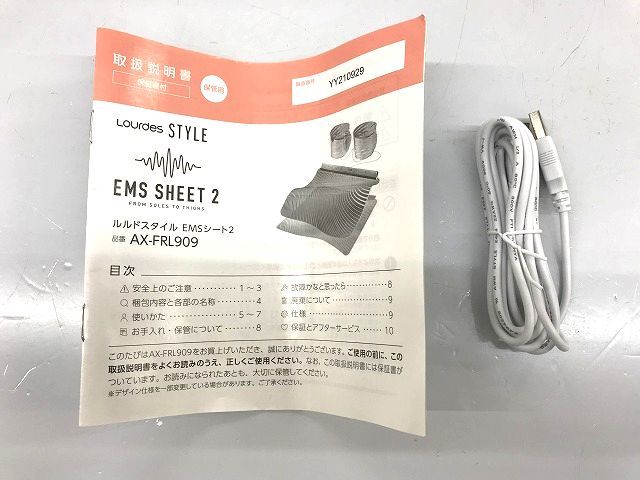 取扱説明書
保証書付
保管用
製造番号
YY210929
Lourdes STYLE
EMS SHEET 2
FROM SOLES TO THIGHS
ルルドスタイル EMSシート2
品番 AX-FRL909
目次
安全上のご注意 ………… 1～3
梱包内容と各部の名称 ……… 4
使いかた ………… 5～7
お手入れ・保管について …… 8
故障かなと思ったら ……… 8
廃棄について ………… 9
仕様 ………… 9
保証とアフターサービス …… 10
このたびはAX-FRL909をお買上げいただき、誠にありがとうございます。ご使用の前に、この
取扱説明書をよくお読みのうえ、正しくご使用ください。なお、この取扱説明書には保証書が
ついています。お読みになられたあとも、大切に保管してください。
※デザイン仕様を一部変更している場合があります。ご了承ください。